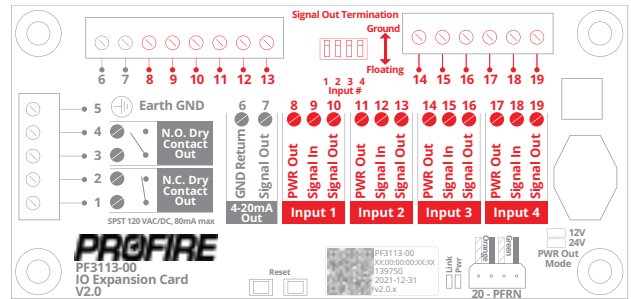 Signal Out Termination
Ground
Floating
1 2 3 4
Input #
6 7 8 9 10 11 12 13
14 15 16 17 18 19
5 Earth GND
4
3
N.O. Dry
Contact
Out
2
1
N.C. Dry
Contact
Out
SPST 120 VAC/DC, 80mA max
6 7 8 9 10 11 12 13 14 15 16 17 18 19
GND Return
Signal Out
PWR Out
Signal In
Signal Out
PWR Out
Signal In
Signal Out
PWR Out
Signal In
Signal Out
PWR Out
Signal In
Signal Out
4-20mA
Out
Input 1
Input 2
Input 3
Input 4
PROFIRE
PF3113-00
IO Expansion Card
V2.0
Reset
PF3113-00
XX:00:00:00:XX:XX
139750
2021-12-31
v2.0.x
Link
Pwr
Orange
Green
20 - PFRN
12V
24V
PWR Out
Mode